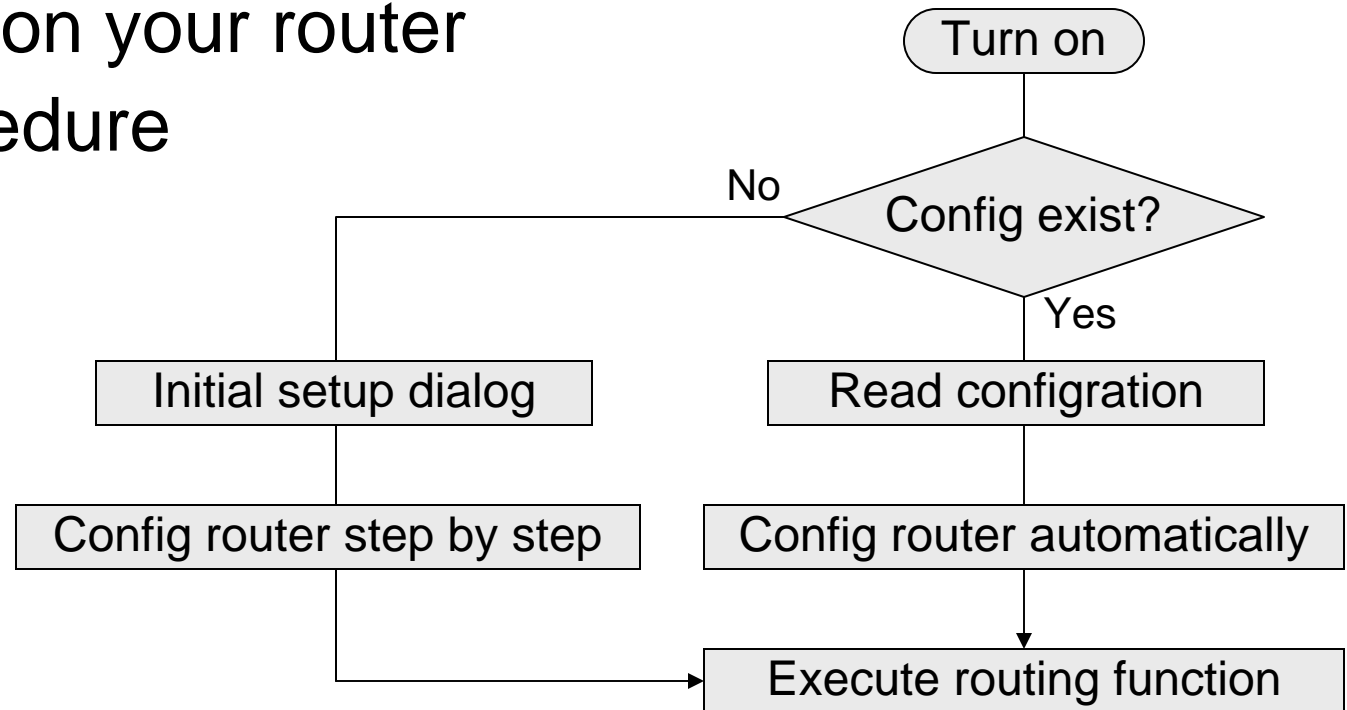 on your router
edure
Turn on
No
Config exist?
Yes
Initial setup dialog
Read configration
Config router step by step
Config router automatically
Execute routing function